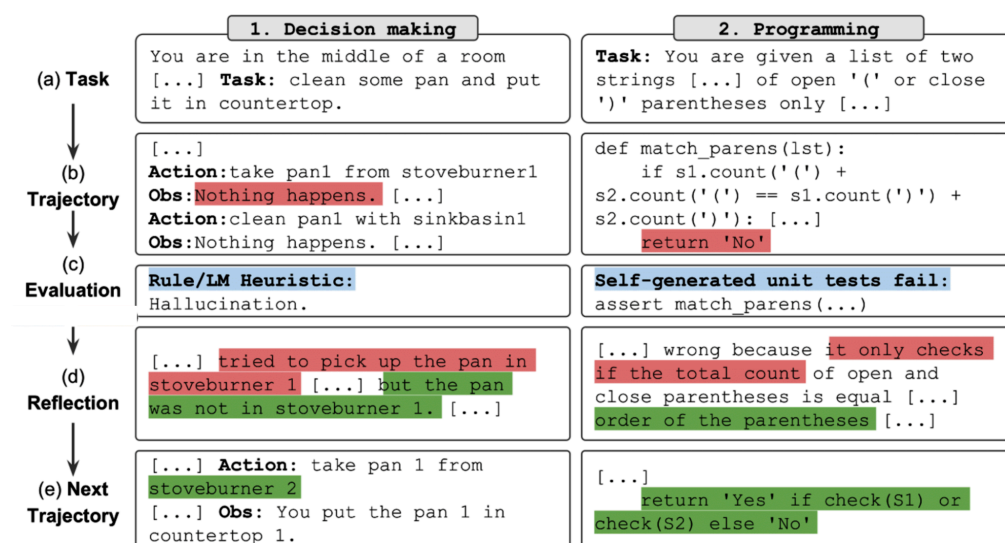 1. Decision making
2. Programming
(a) Task
You are in the middle of a room
[...] Task: clean some pan and put
it in countertop.
Task: You are given a list of two
strings [...] of open '(' or close
')' parentheses only [...]
(b)
Trajectory
[...]
Action:take pan1 from stoveburner1
Obs:Nothing happens. [...]
Action:clean pan1 with sinkbasin1
Obs:Nothing happens. [...]
def match_parens(lst):
if s1.count('(') +
s2.count('(') == s1.count(')') +
s2.count(')'): [...]
return 'No'
(c)
Evaluation
Rule/LM Heuristic:
Hallucination.
Self-generated unit tests fail:
assert match_parens(...)
(d)
Reflection
[...] tried to pick up the pan in
stoveburner 1 [...] but the pan
was not in stoveburner 1. [...]
[...] wrong because it only checks
if the total count of open and
close parentheses is equal [...]
order of the parentheses [...]
(e) Next
Trajectory
[...] Action: take pan 1 from
stoveburner 2
[...] Obs: You put the pan 1 in
countertop 1.
[...]
return 'Yes' if check(S1) or
check(S2) else 'No'